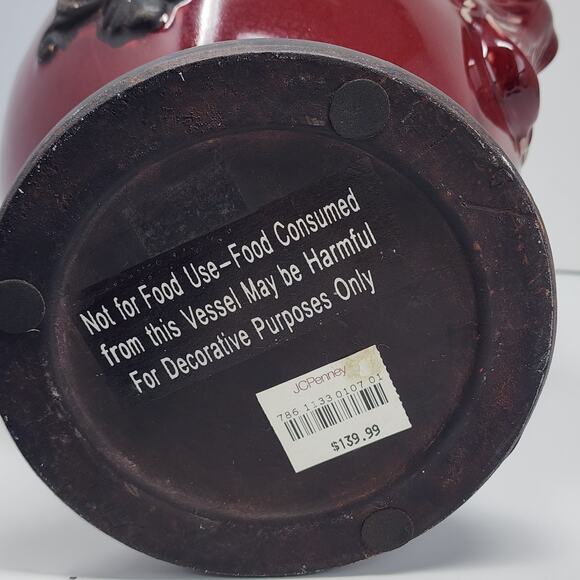 Not for Food Use–Food Consumed
from this Vessel May be Harmful
For Decorative Purposes Only
JCPenney
786 1133 0107 01
$139.99